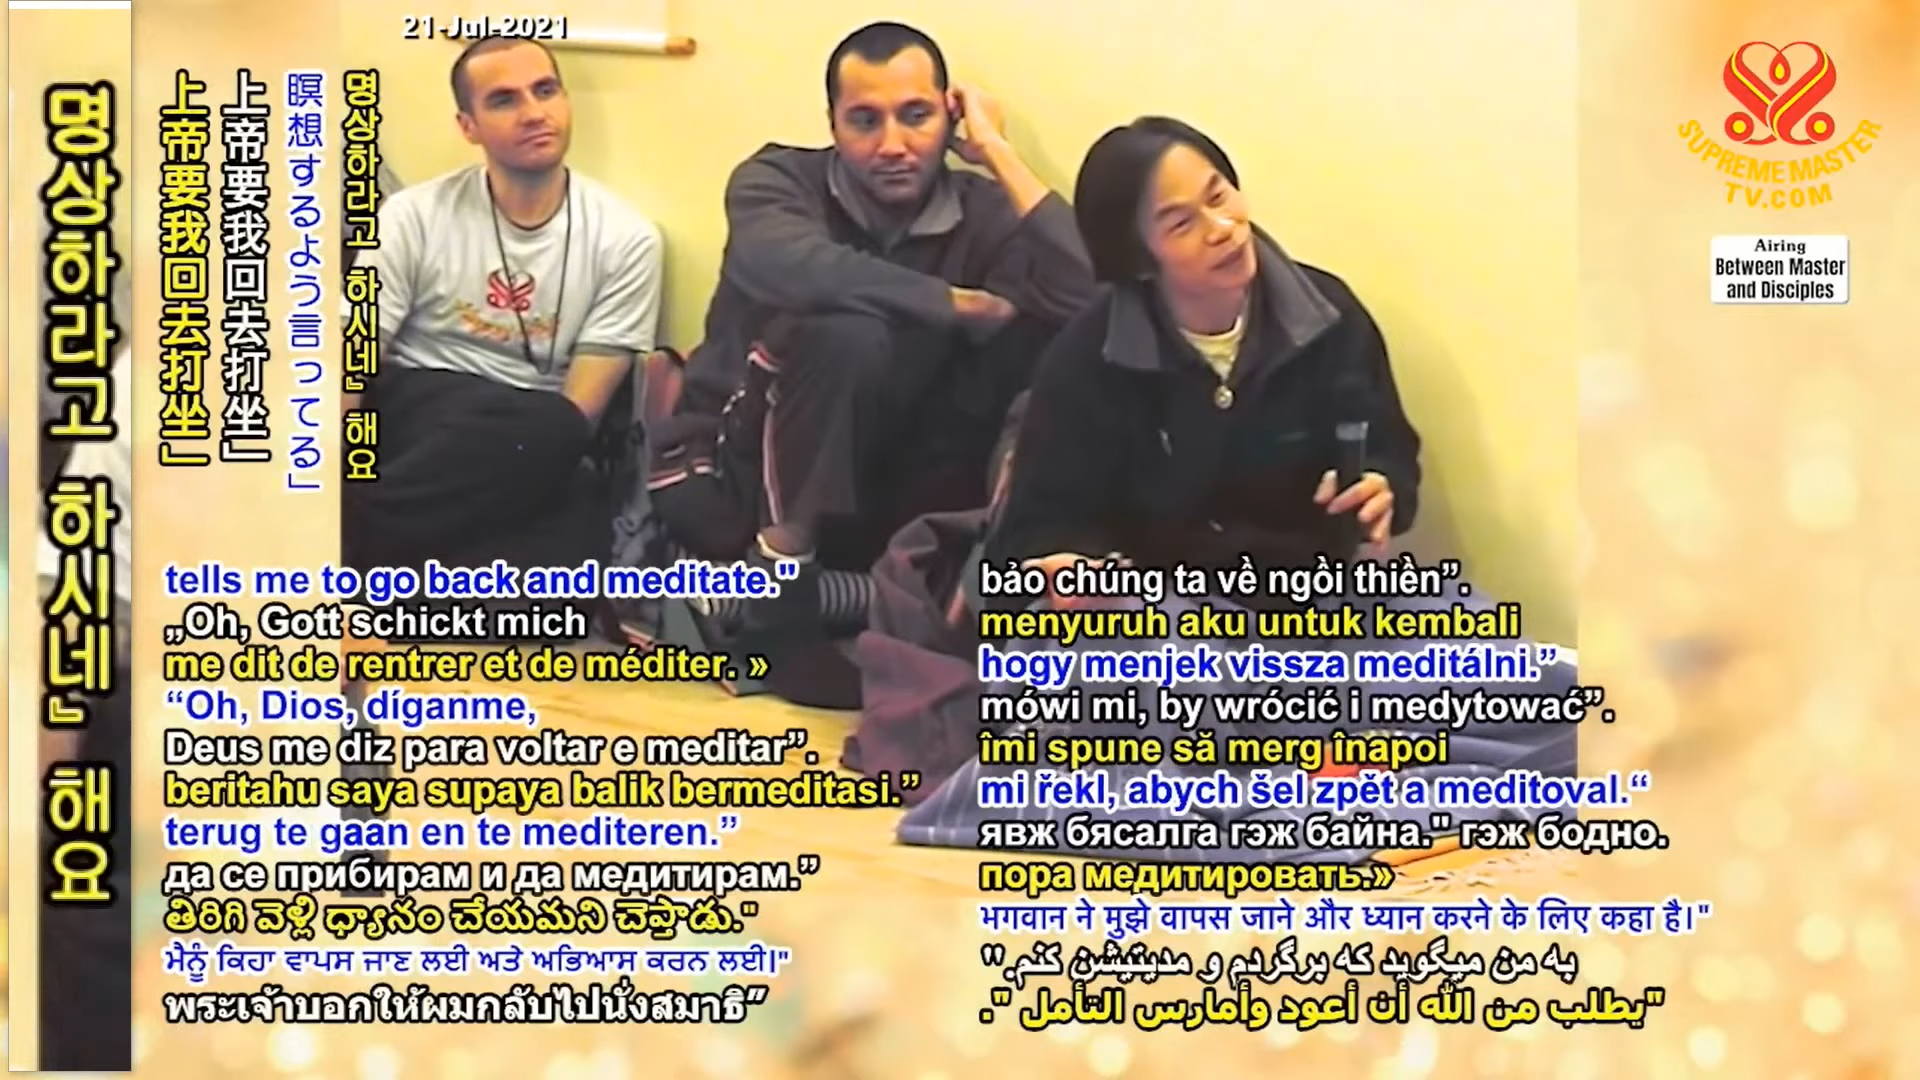 21-Jul-2021
명상하라고 하시네』 해요
上帝要我回去打坐」
上帝要我回去打坐」
瞑想するよう言ってる」
명상하라고 하시네』 해요
SUPREME MASTER
TV.COM
Airing
Between Master
and Disciples
tells me to go back and meditate."
„Oh, Gott schickt mich
me dit de rentrer et de méditer. »
“Oh, Dios, díganme,
Deus me diz para voltar e meditar”.
beritahu saya supaya balik bermeditasi.”
terug te gaan en te mediteren.”
да се прибирам и да медитирам.”
తిరిగి వెళ్లి ధ్యానం చేయమని చెప్తాడు."
ਮੈਨੂੰ ਕਿਹਾ ਵਾਪਸ ਜਾਣ ਲਈ ਅਤੇ ਅਭਿਆਸ ਕਰਨ ਲਈ।"
พระเจ้าบอกให้ผมกลับไปนั่งสมาธิ”
bảo chúng ta về ngồi thiền”.
menyuruh aku untuk kembali
hogy menjek vissza meditálni.”
mówi mi, by wrócić i medytować”.
îmi spune să merg înapoi
mi řekl, abych šel zpět a meditoval.“
явж бясалга гэж байна." гэж бодно.
пора медитировать.»
भगवान ने मुझे वापस जाने और ध्यान करने के लिए कहा है।"
به من میگوید که برگردم و مدیتیشن کنم."
"يطلب من الله أن أعود وأمارس التأمل".